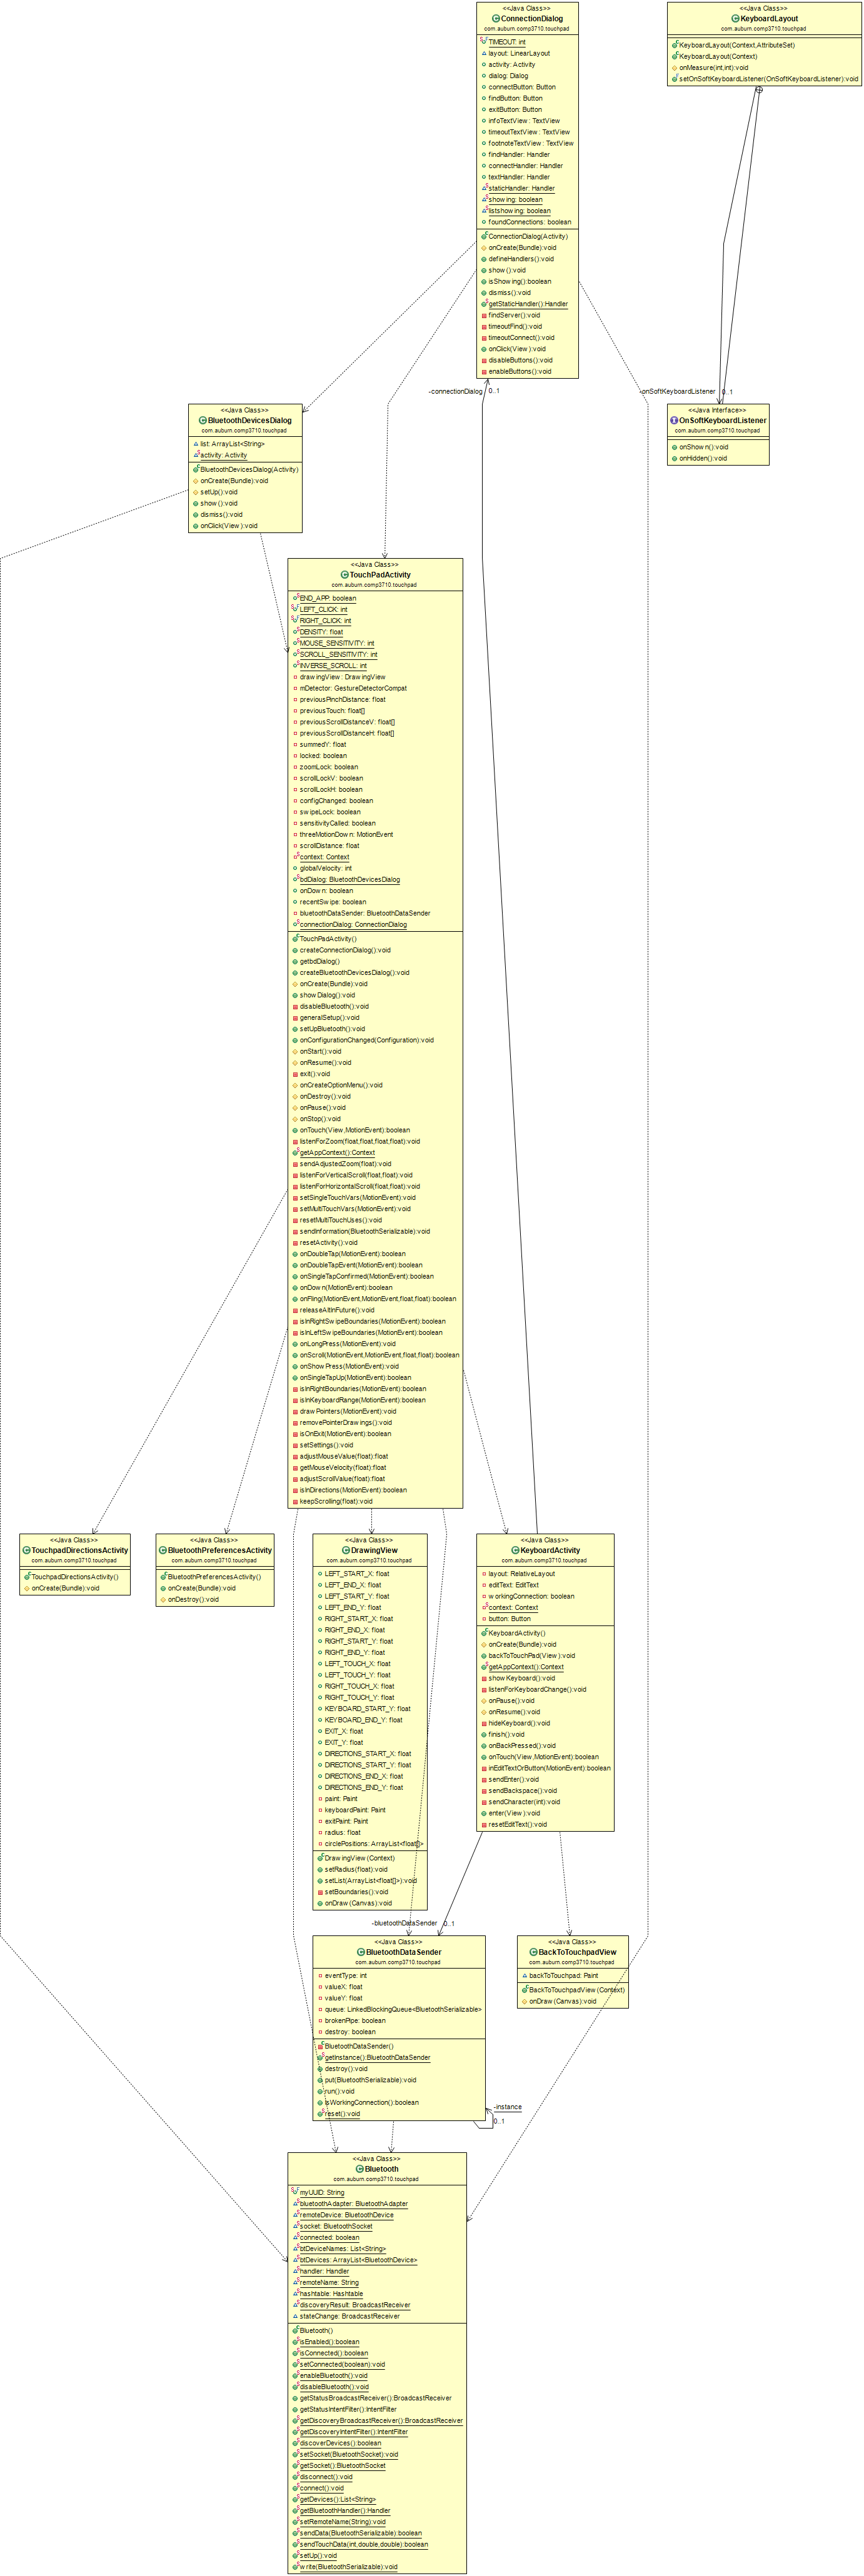 <<Java Class>>
ConnectionDialog
com.auburn.comp3710.touchpad
TIMEOUT: int
layout: LinearLayout
activity: Activity
dialog: Dialog
connectButton: Button
findButton: Button
exitButton: Button
infoTextView: TextView
timeoutTextView: TextView
footnoteTextView: TextView
findHandler: Handler
connectHandler: Handler
textHandler: Handler
staticHandler: Handler
showing: boolean
listshowing: boolean
foundConnections: boolean
ConnectionDialog(Activity)
onCreate(Bundle):void
defineHandlers():void
show():void
isShowing():boolean
dismiss():void
getStaticHandler():Handler
findServer():void
timeoutFind():void
timeoutConnect():void
onClick(View):void
disableButtons():void
enableButtons():void
<<Java Class>>
KeyboardLayout
com.auburn.comp3710.touchpad
KeyboardLayout(Context,AttributeSet)
KeyboardLayout(Context)
onMeasure(int,int):void
setOnSoftKeyboardListener(OnSoftKeyboardListener):void
-connectionDialog 0..1
-onSoftKeyboardListener 0..1
<<Java Interface>>
OnSoftKeyboardListener
com.auburn.comp3710.touchpad
onShown():void
onHidden():void
<<Java Class>>
BluetoothDevicesDialog
com.auburn.comp3710.touchpad
list: ArrayList<String>
activity: Activity
BluetoothDevicesDialog(Activity)
onCreate(Bundle):void
setUp():void
show():void
dismiss():void
onClick(View):void
<<Java Class>>
TouchPadActivity
com.auburn.comp3710.touchpad
END_APP: boolean
LEFT_CLICK: int
RIGHT_CLICK: int
DENSITY: float
MOUSE_SENSITIVITY: int
SCROLL_SENSITIVITY: int
INVERSE_SCROLL: int
drawingView: DrawingView
mDetector: GestureDetectorCompat
previousPinchDistance: float
previousTouch: float[]
previousScrollDistanceV: float[]
previousScrollDistanceH: float[]
summedY: float
locked: boolean
zoomLock: boolean
scrollLockV: boolean
scrollLockH: boolean
configChanged: boolean
swipeLock: boolean
sensitivityCalled: boolean
threeMotionDown: MotionEvent
scrollDistance: float
context: Context
globalVelocity: int
bdDialog: BluetoothDevicesDialog
onDown: boolean
recentSwipe: boolean
bluetoothDataSender: BluetoothDataSender
connectionDialog: ConnectionDialog
TouchPadActivity()
createConnectionDialog():void
getbdDialog()
createBluetoothDevicesDialog():void
onCreate(Bundle):void
showDialog():void
disableBluetooth():void
generalSetup():void
setUpBluetooth():void
onConfigurationChanged(Configuration):void
onStart():void
onResume():void
exit():void
onCreateOptionMenu():void
onDestroy():void
onPause():void
onStop():void
onTouch(View,MotionEvent):boolean
listenForZoom(float,float,float,float):void
getAppContext():Context
sendAdjustedZoom(float):void
listenForVerticalScroll(float,float):void
listenForHorizontalScroll(float,float):void
setSingleTouchVars(MotionEvent):void
setMultiTouchVars(MotionEvent):void
resetMultiTouchUses():void
sendInformation(BluetoothSerializable):void
resetActivity():void
onDoubleTap(MotionEvent):boolean
onDoubleTapEvent(MotionEvent):boolean
onSingleTapConfirmed(MotionEvent):boolean
onDown(MotionEvent):boolean
onFling(MotionEvent,MotionEvent,float,float):boolean
releaseAltInFuture():void
isInRightSwipeBoundaries(MotionEvent):boolean
isInLeftSwipeBoundaries(MotionEvent):boolean
onLongPress(MotionEvent):void
onScroll(MotionEvent,MotionEvent,float,float):boolean
onShowPress(MotionEvent):void
onSingleTapUp(MotionEvent):boolean
isInRightBoundaries(MotionEvent):boolean
isInKeyboardRange(MotionEvent):boolean
drawPointers(MotionEvent):void
removePointerDrawings():void
isOnExit(MotionEvent):boolean
setSettings():void
adjustMouseValue(float):float
getMouseVelocity(float):float
adjustScrollValue(float):float
isInDirections(MotionEvent):boolean
keepScrolling(float):void
<<Java Class>>
TouchpadDirectionsActivity
com.auburn.comp3710.touchpad
TouchpadDirectionsActivity()
onCreate(Bundle):void
<<Java Class>>
BluetoothPreferencesActivity
com.auburn.comp3710.touchpad
BluetoothPreferencesActivity()
onCreate(Bundle):void
onDestroy():void
<<Java Class>>
DrawingView
com.auburn.comp3710.touchpad
LEFT_START_X: float
LEFT_END_X: float
LEFT_START_Y: float
LEFT_END_Y: float
RIGHT_START_X: float
RIGHT_END_X: float
RIGHT_START_Y: float
RIGHT_END_Y: float
LEFT_TOUCH_X: float
LEFT_TOUCH_Y: float
RIGHT_TOUCH_X: float
RIGHT_TOUCH_Y: float
KEYBOARD_START_Y: float
KEYBOARD_END_Y: float
EXIT_X: float
EXIT_Y: float
DIRECTIONS_START_X: float
DIRECTIONS_START_Y: float
DIRECTIONS_END_X: float
DIRECTIONS_END_Y: float
paint: Paint
keyboardPaint: Paint
exitPaint: Paint
radius: float
circlePositions: ArrayList<float[]>
DrawingView(Context)
setRadius(float):void
setList(ArrayList<float[]>):void
setBoundaries():void
onDraw(Canvas):void
<<Java Class>>
KeyboardActivity
com.auburn.comp3710.touchpad
layout: RelativeLayout
editText: EditText
workingConnection: boolean
context: Context
button: Button
KeyboardActivity()
onCreate(Bundle):void
backToTouchPad(View):void
getAppContext():Context
showKeyboard():void
listenForKeyboardChange():void
onPause():void
onResume():void
hideKeyboard():void
finish():void
onBackPressed():void
onTouch(View,MotionEvent):boolean
inEditTextOrButton(MotionEvent):boolean
sendEnter():void
sendBackspace():void
sendCharacter(int):void
enter(View):void
resetEditText():void
-bluetoothDataSender 0..1
<<Java Class>>
BluetoothDataSender
com.auburn.comp3710.touchpad
eventType: int
valueX: float
valueY: float
queue: LinkedBlockingQueue<BluetoothSerializable>
brokenPipe: boolean
destroy: boolean
BluetoothDataSender()
getInstance():BluetoothDataSender
destroy():void
put(BluetoothSerializable):void
run():void
isWorkingConnection():boolean
reset():void
-instance
0..1
<<Java Class>>
BackToTouchpadView
com.auburn.comp3710.touchpad
backToTouchpad: Paint
BackToTouchpadView(Context)
onDraw(Canvas):void
<<Java Class>>
Bluetooth
com.auburn.comp3710.touchpad
myUUID: String
bluetoothAdapter: BluetoothAdapter
remoteDevice: BluetoothDevice
socket: BluetoothSocket
connected: boolean
btDeviceNames: List<String>
btDevices: ArrayList<BluetoothDevice>
handler: Handler
remoteName: String
hashtable: Hashtable
discoveryResult: BroadcastReceiver
stateChange: BroadcastReceiver
Bluetooth()
isEnabled():boolean
isConnected():boolean
setConnected(boolean):void
enableBluetooth():void
disableBluetooth():void
getStatusBroadcastReceiver():BroadcastReceiver
getStatusIntentFilter():IntentFilter
getDiscoveryBroadcastReceiver():BroadcastReceiver
getDiscoveryIntentFilter():IntentFilter
discoverDevices():boolean
setSocket(BluetoothSocket):void
getSocket():BluetoothSocket
disconnect():void
connect():void
getDevices():List<String>
getBluetoothHandler():Handler
setRemoteName(String):void
sendData(BluetoothSerializable):boolean
sendTouchData(int,double,double):boolean
setUp():void
write(BluetoothSerializable):void